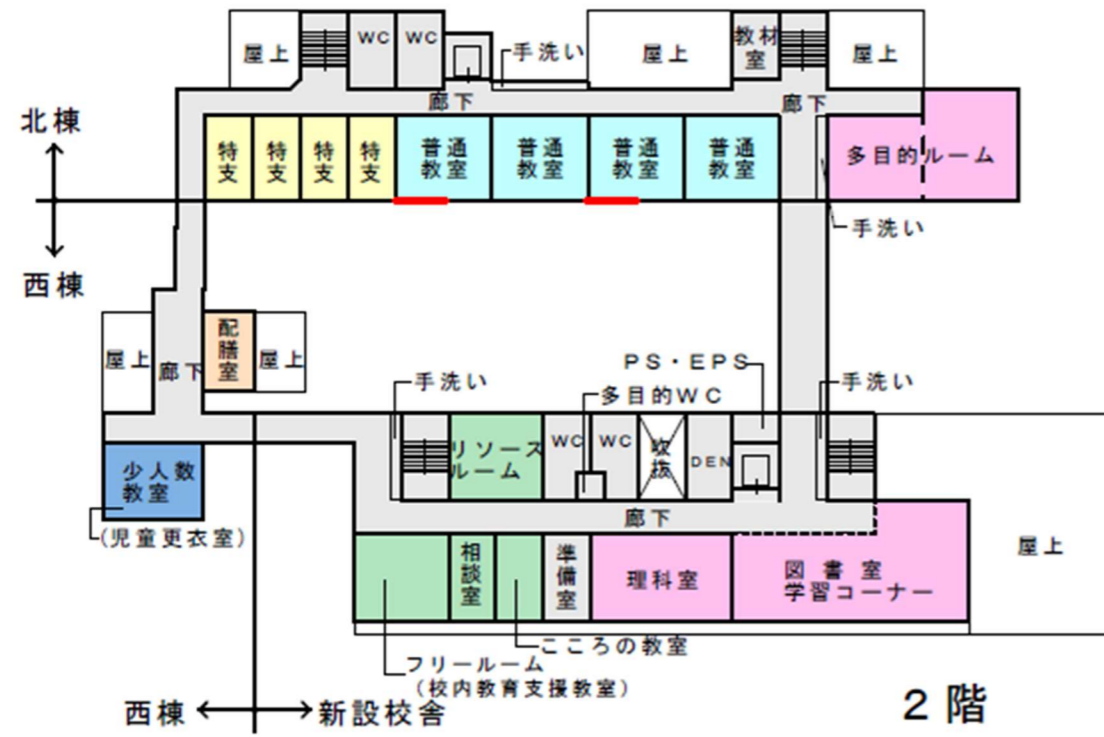 屋上
WC
WC
手洗い
屋上
教材
室
屋上
廊下
廊下
北棟
西棟
特支
特支
特支
特支
普通
教室
普通
教室
普通
教室
普通
教室
多目的ルーム
手洗い
屋上
廊下
配膳室
屋上
手洗い
PS・EPS
多目的WC
手洗い
リソース
ルーム
WC
WC
吹抜
DEN
少人数
教室
(児童更衣室)
廊下
相談室
準備室
理科室
図書室
学習コーナー
屋上
こころの教室
フリールーム
(校内教育支援教室)
西棟
新設校舎
2階